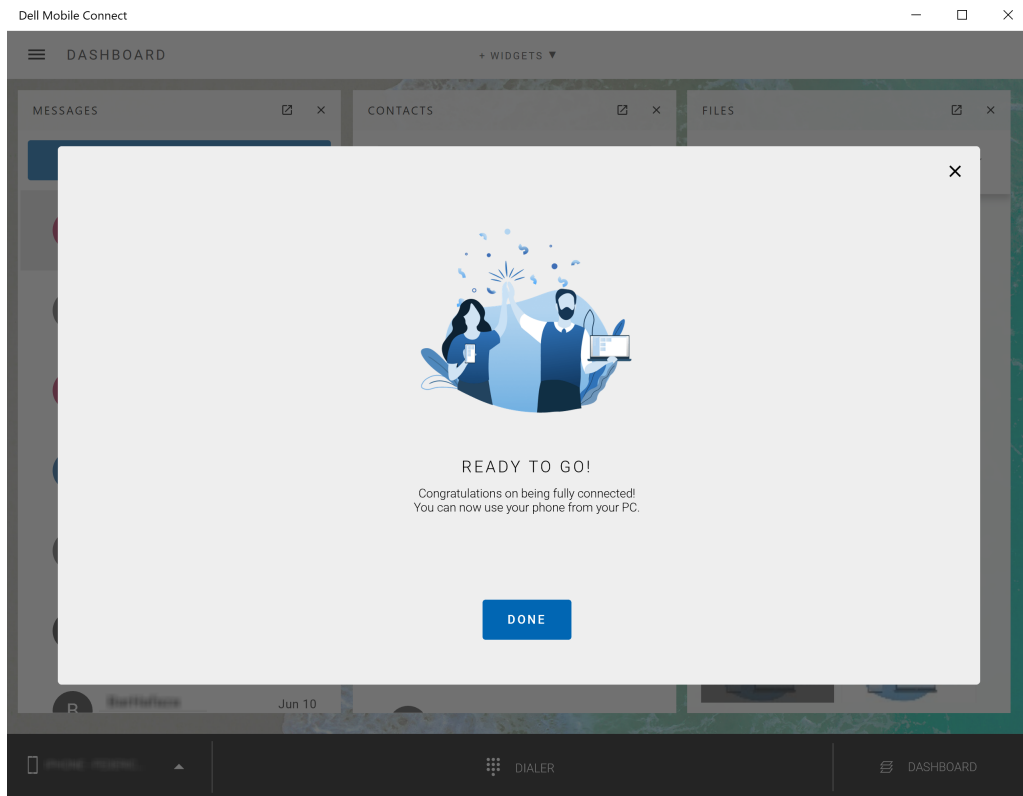 Dell Mobile Connect
DASHBOARD
+ WIDGETS ▼
MESSAGES
CONTACTS
FILES
READY TO GO!
Congratulations on being fully connected!
You can now use your phone from your PC.
DONE
B
Jun 10
DIALER
DASHBOARD